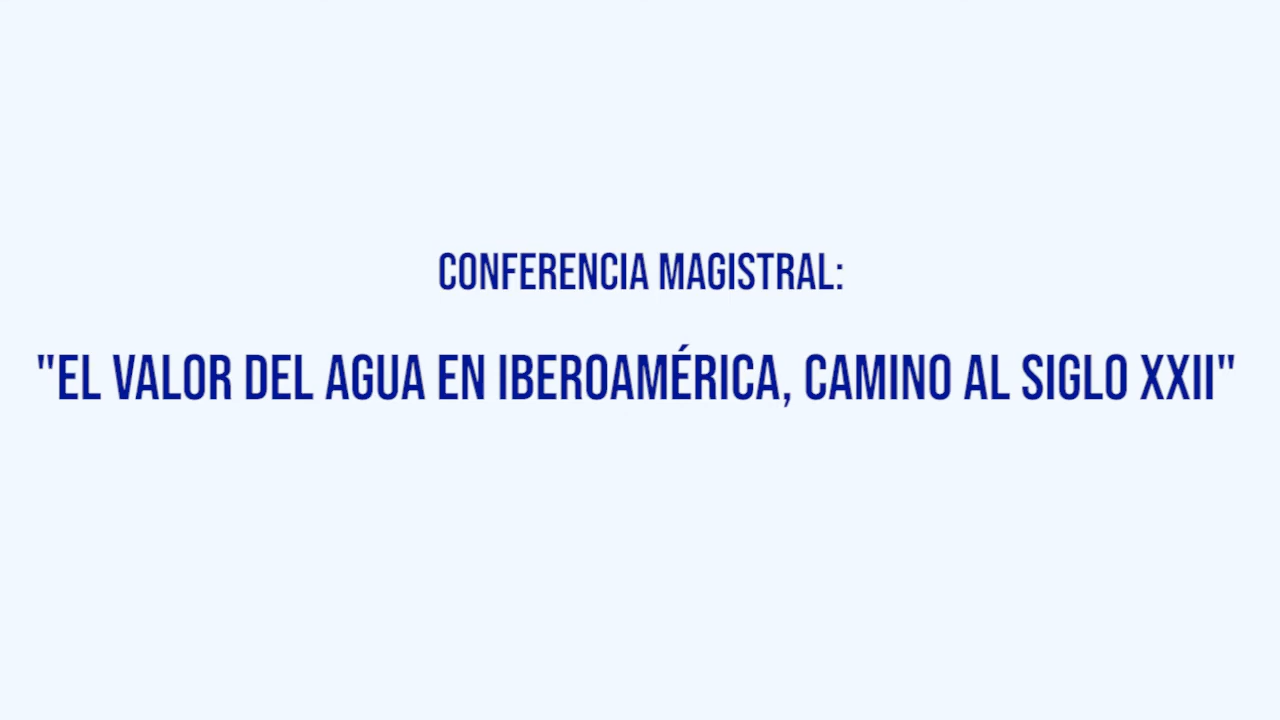 CONFERENCIA MAGISTRAL:
"EL VALOR DEL AGUA EN IBEROAMÉRICA, CAMINO AL SIGLO XXII"